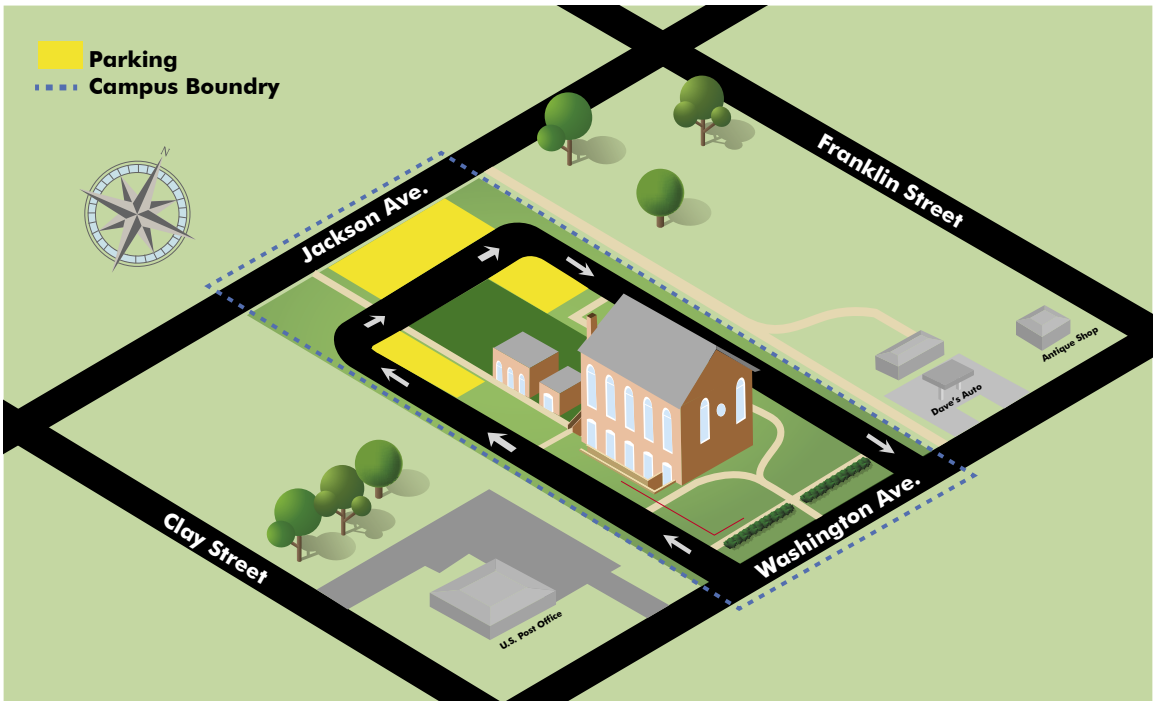 Parking
Campus Boundry
N
Jackson Ave.
Franklin Street
Antique Shop
Dave's Auto
Washington Ave.
Clay Street
U.S. Post Office